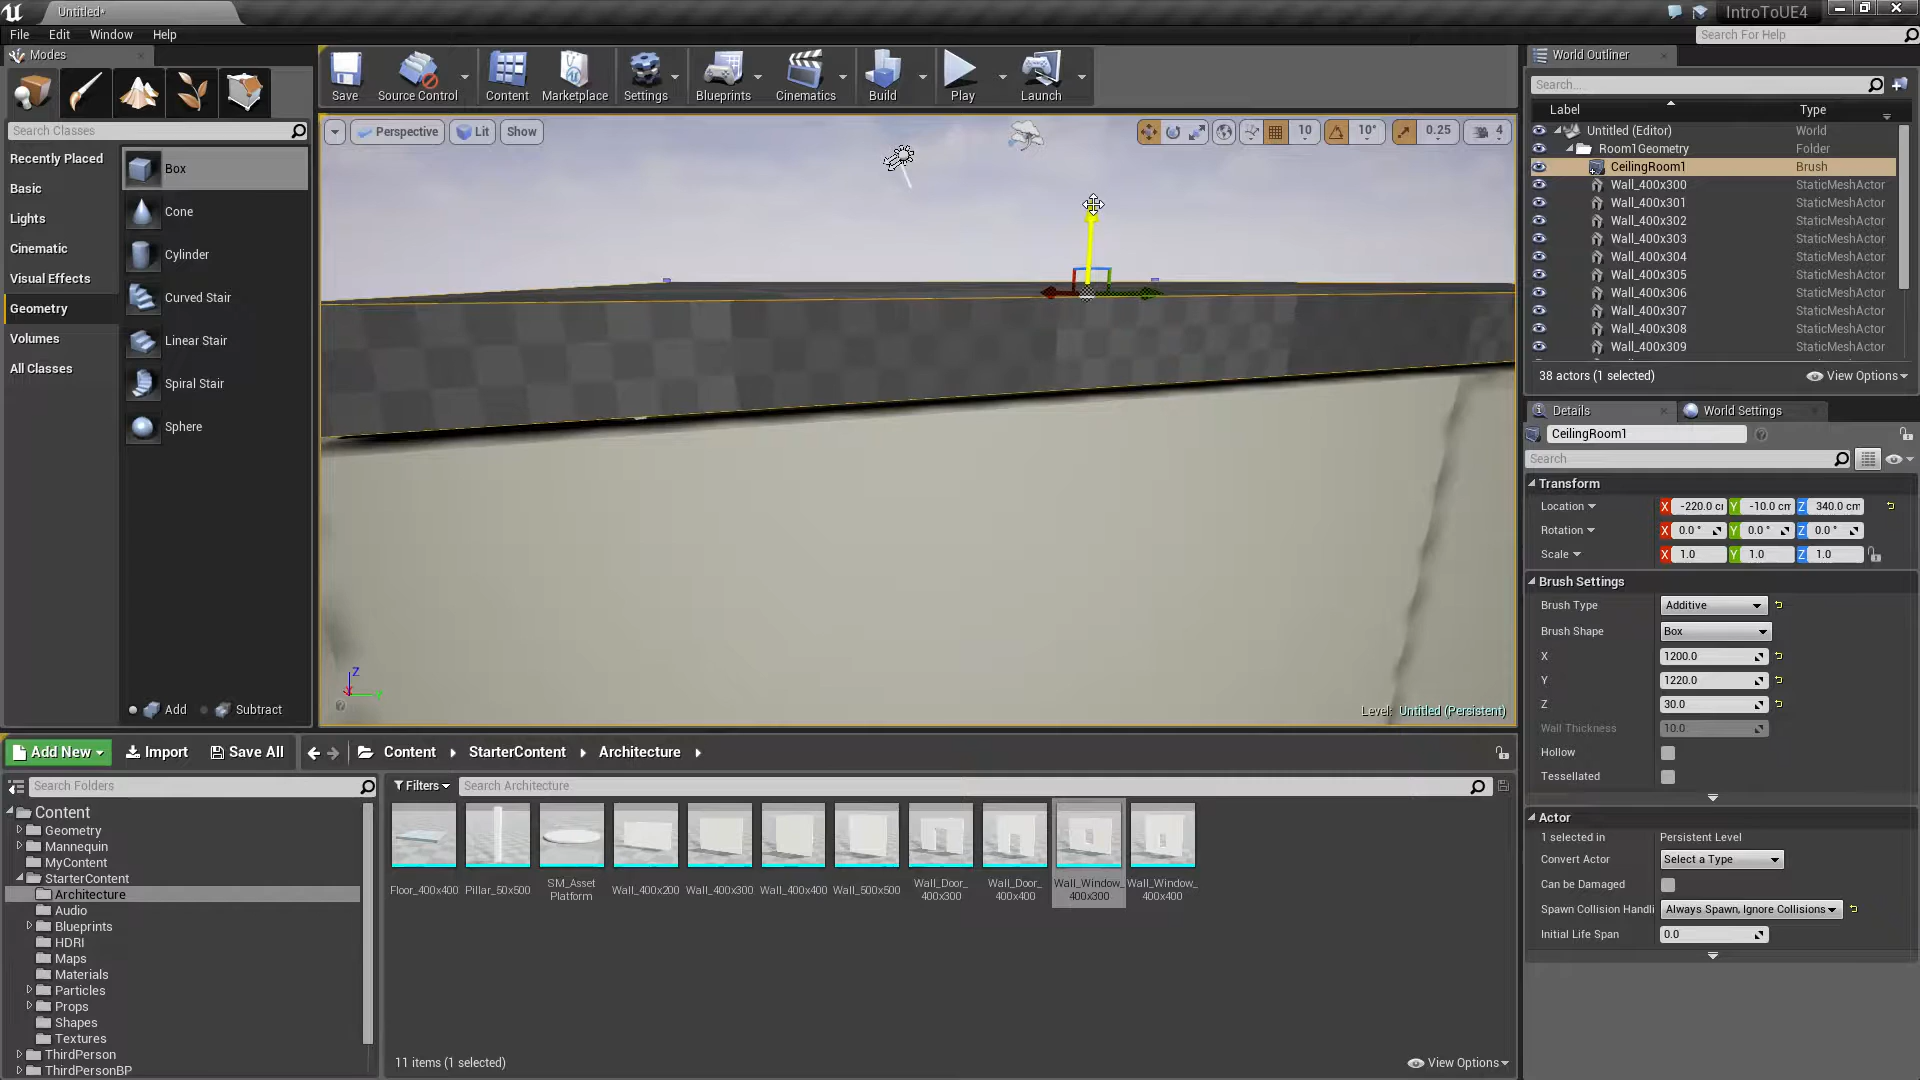 Untitled*
IntroToUE4
File Edit Window Help
Search For Help
Modes
Search Classes
Recently Placed
Basic
Lights
Cinematic
Visual Effects
Geometry
Volumes
All Classes
Box
Cone
Cylinder
Curved Stair
Linear Stair
Spiral Stair
Sphere
Add Subtract
Save Source Control Content Marketplace Settings Blueprints Cinematics Build Play Launch
Perspective Lit Show
10 10° 0.25 4
Z
Level: Untitled (Persistent)
World Outliner
Search...
Label Type
Untitled (Editor) World
Room1Geometry Folder
CeilingRoom1 Brush
Wall_400x300 StaticMeshActor
Wall_400x301 StaticMeshActor
Wall_400x302 StaticMeshActor
Wall_400x303 StaticMeshActor
Wall_400x304 StaticMeshActor
Wall_400x305 StaticMeshActor
Wall_400x306 StaticMeshActor
Wall_400x307 StaticMeshActor
Wall_400x308 StaticMeshActor
Wall_400x309 StaticMeshActor
38 actors (1 selected) View Options
Details World Settings
CeilingRoom1
Search
Transform
Location X -220.0 Y -10.0 cm Z 340.0 cm
Rotation X 0.0° Y 0.0° Z 0.0°
Scale X 1.0 Y 1.0 Z 1.0
Brush Settings
Brush Type Additive
Brush Shape Box
X 1200.0
Y 1220.0
Z 30.0
Wall Thickness 10.0
Hollow
Tessellated
Actor
1 selected in Persistent Level
Convert Actor Select a Type
Can be Damaged
Spawn Collision Handli Always Spawn, Ignore Collisions
Initial Life Span 0.0
Add New Import Save All Content StarterContent Architecture
Search Folders
Filters Search Architecture
Content
Geometry
Mannequin
MyContent
StarterContent
Architecture
Audio
Blueprints
HDRI
Maps
Materials
Particles
Props
Shapes
Textures
ThirdPerson
ThirdPersonBP
Floor_400x400
Pillar_50x500
SM_Asset
Platform
Wall_400x200
Wall_400x300
Wall_400x400
Wall_500x500
Wall_Door_
400x300
Wall_Door_
400x400
Wall_Window_
400x300
Wall_Window_
400x400
11 items (1 selected) View Options